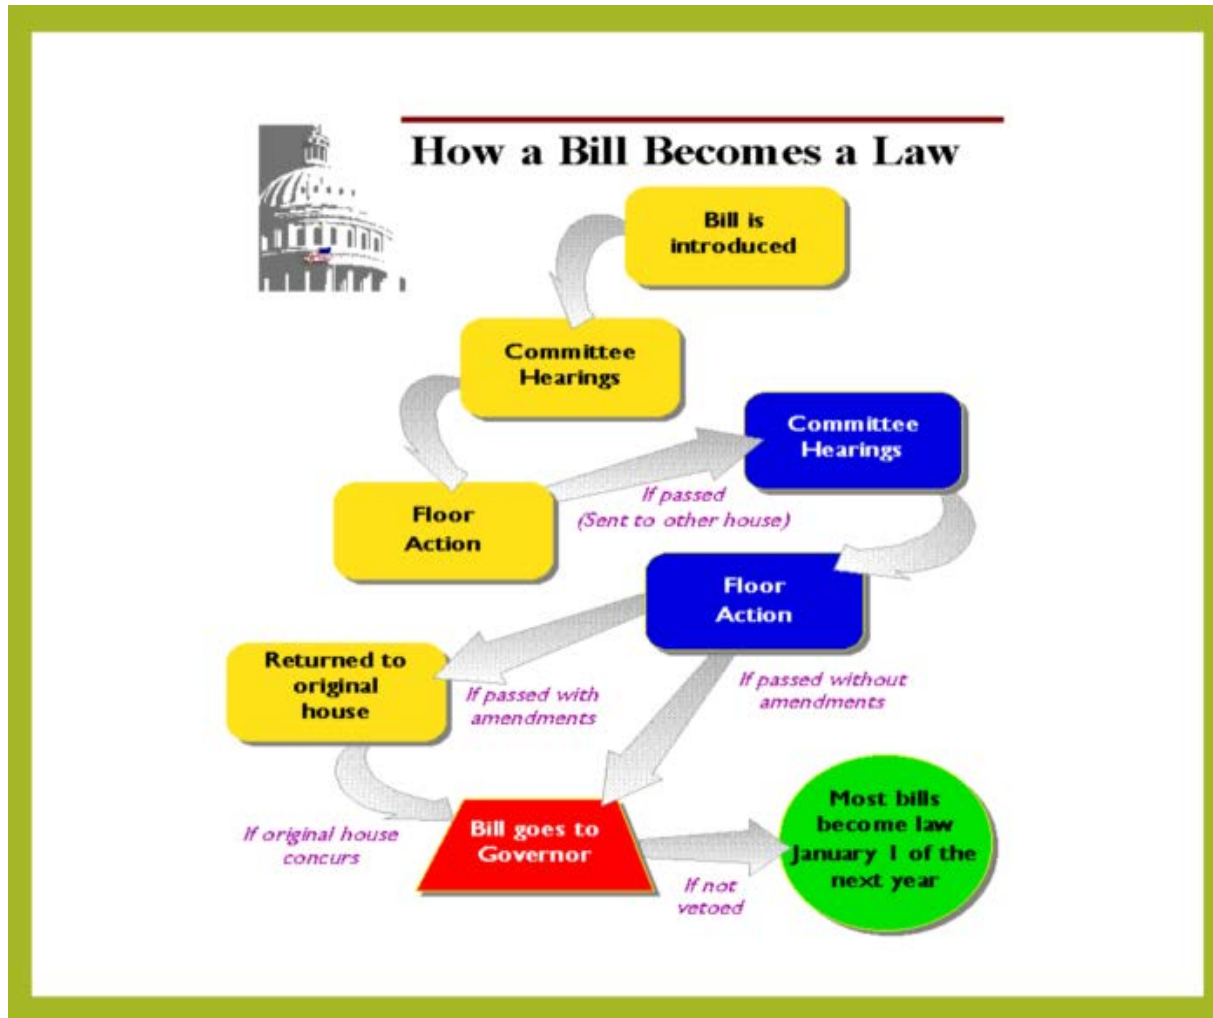 How a Bill Becomes a Law
Bill is
introduced
Committee
Hearings
Committee
Hearings
If passed
(Sent to other house)
Floor
Action
Floor
Action
Returned to
original
house
If passed with
amendments
If passed without
amendments
If original house
concurs
Bill goes to
Governor
If not
vetoed
Most bills
become law
January 1 of the
next year